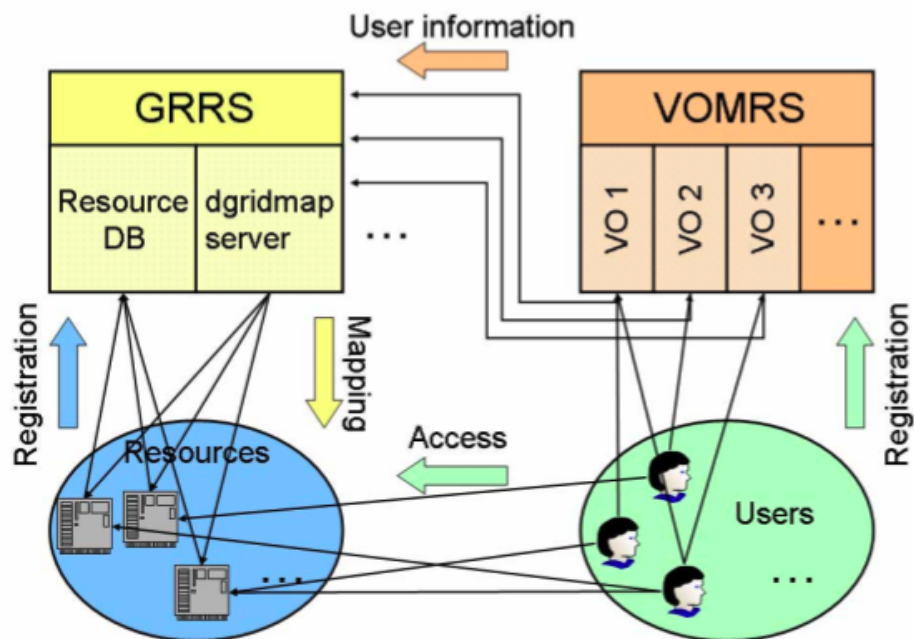 User information
GRRS
VOMRS
Resource
DB
dgridmap
server
...
VO 1
VO 2
VO 3
...
Registration
Mapping
Registration
Access
Resources
Users
...
...